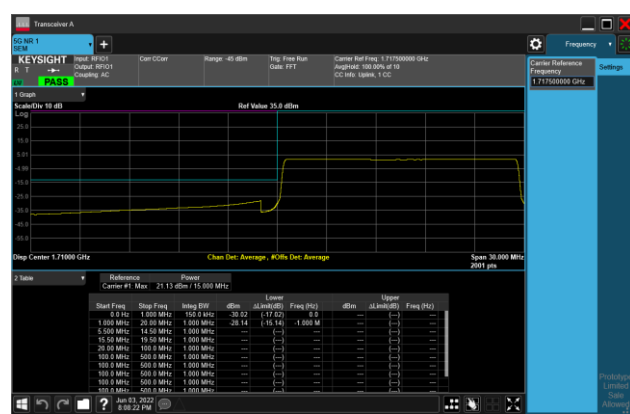 Transceiver A
5G NR 1
SEM
Frequency
KEYSIGHT
Input: RFIO1
Output: RFIO1
Coupling: AC
Corr CCorr
Range: -45 dBm
Trig: Free Run
Gate: FFT
Carrier Ref Freq: 1.717500000 GHz
Avg|Hold: 100.00% of 10
CC Info: Uplink, 1 CC
R T
PASS
Carrier Reference
Frequency
1.717500000 GHz
Settings
1 Graph
Scale/Div 10 dB
Ref Value 35.0 dBm
Log
25.0
15.0
5.01
-4.99
-15.0
-25.0
-35.0
-45.0
-55.0
Disp Center 1.71000 GHz
Chan Det: Average , #Offs Det: Average
Span 30.000 MHz
2001 pts
2 Table
Reference Power
Carrier #1: Max 21.13 dBm / 15.000 MHz
Lower Upper
Start Freq Stop Freq Integ BW dBm ΔLimit(dB) Freq (Hz) dBm ΔLimit(dB) Freq (Hz)
0.0 Hz 1.000 MHz 150.0 kHz -30.02 (-17.02) 0.0 --- (---) ---
1.000 MHz 20.00 MHz 1.000 MHz -28.14 (-15.14) -1.000 M --- (---) ---
5.500 MHz 14.50 MHz 1.000 MHz --- (---) --- --- (---) ---
15.50 MHz 19.50 MHz 1.000 MHz --- (---) --- --- (---) ---
20.00 MHz 100.0 MHz 1.000 MHz --- (---) --- --- (---) ---
100.0 MHz 500.0 MHz 1.000 MHz --- (---) --- --- (---) ---
100.0 MHz 500.0 MHz 1.000 MHz --- (---) --- --- (---) ---
100.0 MHz 500.0 MHz 1.000 MHz --- (---) --- --- (---) ---
100.0 MHz 500.0 MHz 1.000 MHz --- (---) --- --- (---) ---
100.0 MHz 500.0 MHz 1.000 MHz --- (---) --- --- (---) ---
Prototype
Limited
Sale
Allowed
Jun 03, 2022
8:08:22 PM